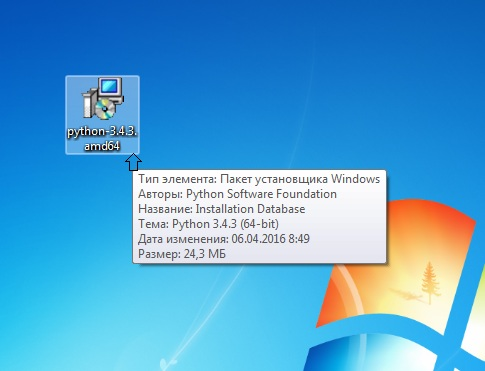 python-3.4.3.
amd64
Тип элемента: Пакет установщика Windows
Авторы: Python Software Foundation
Название: Installation Database
Тема: Python 3.4.3 (64-bit)
Дата изменения: 06.04.2016 8:49
Размер: 24,3 МБ